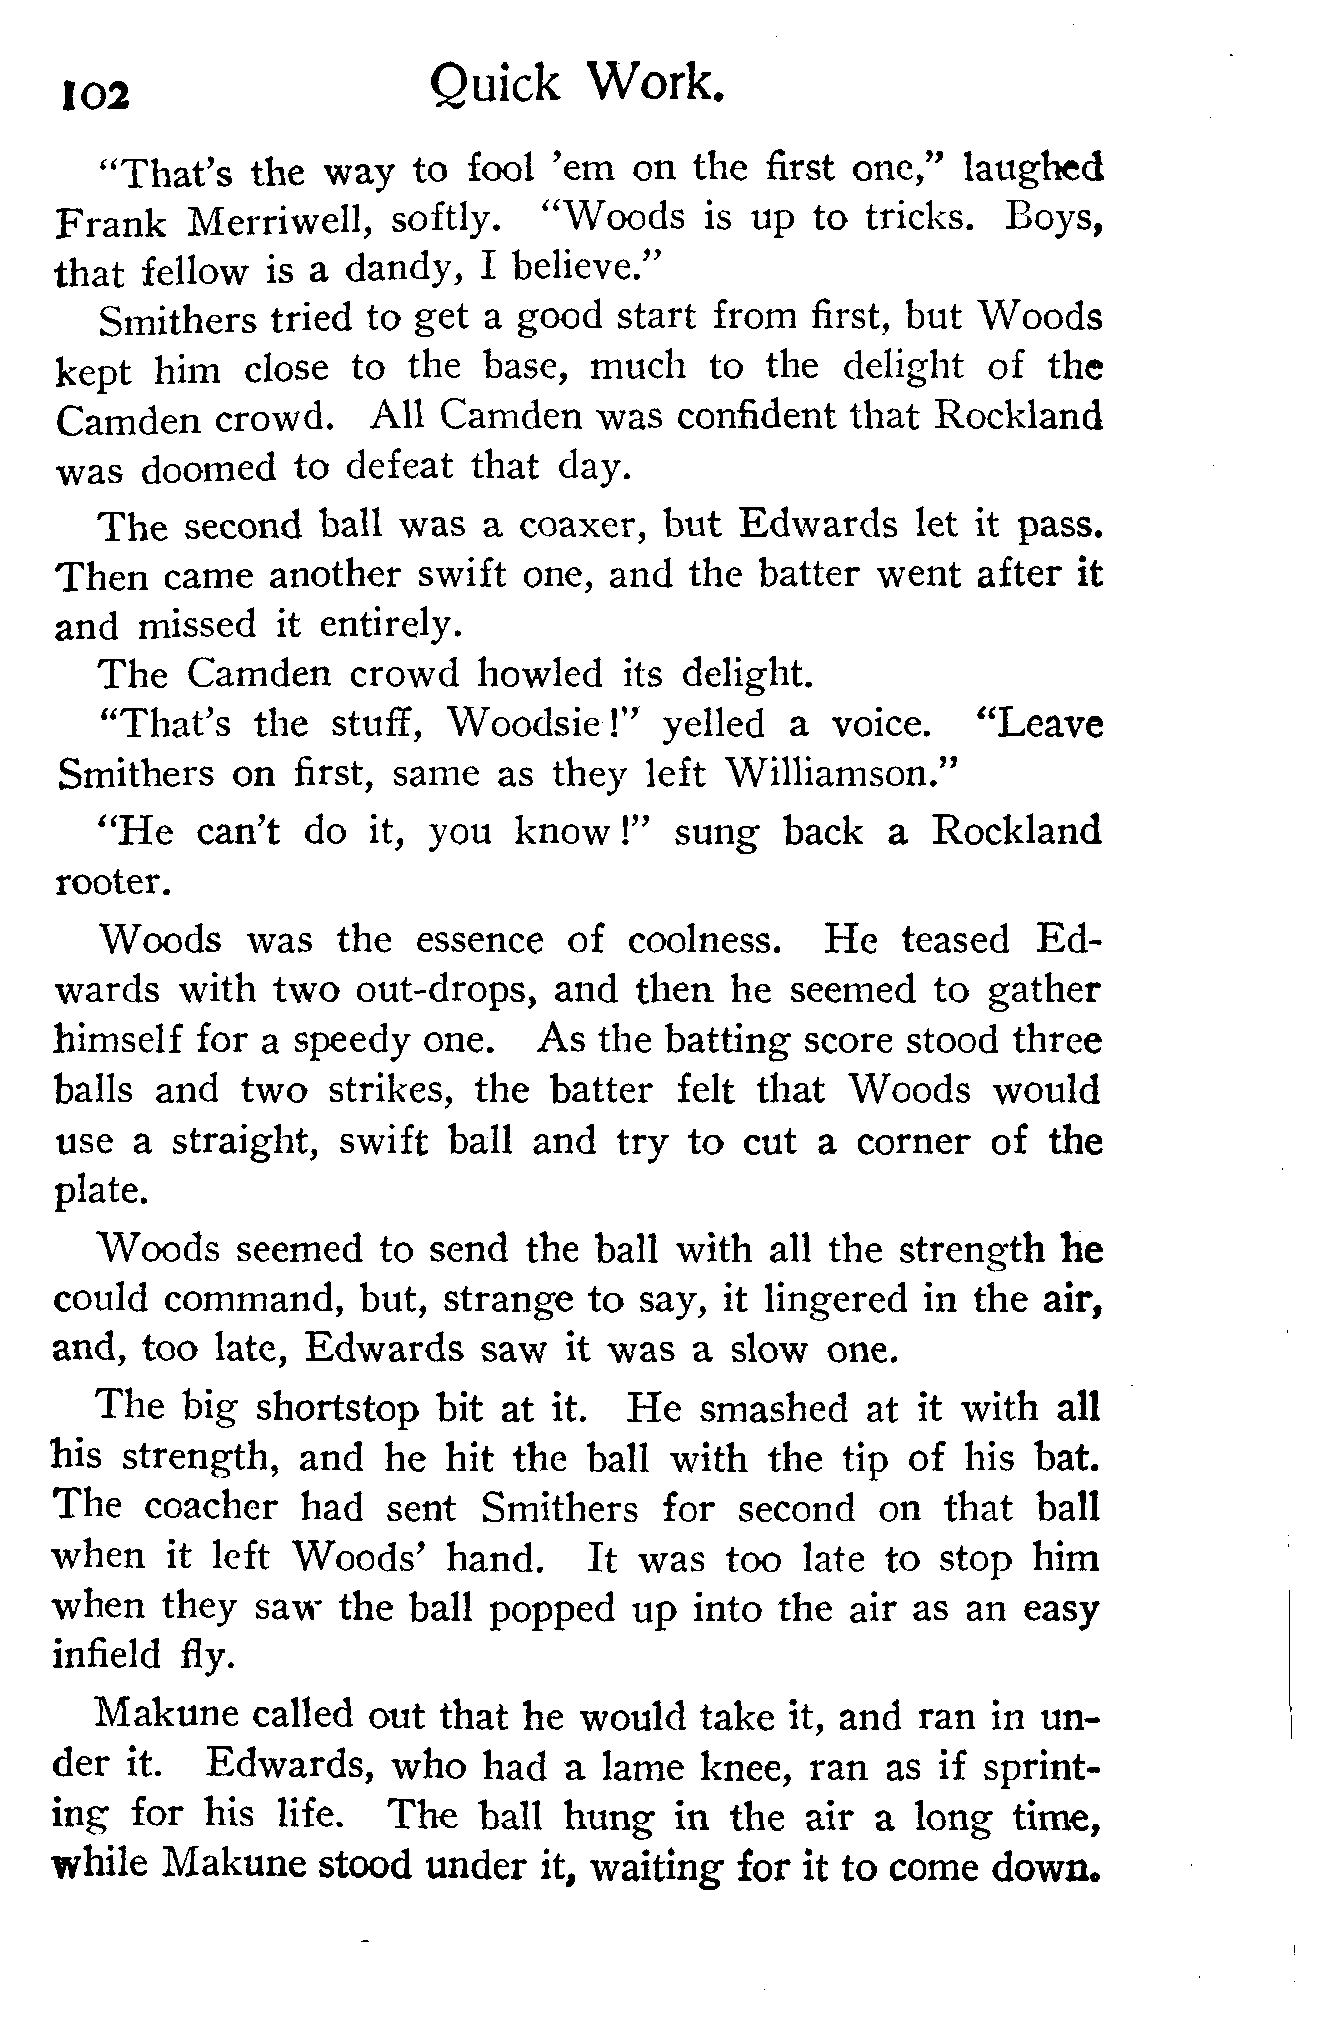 102 Quick Work.
“That’s the way to fool ’em on the first one,” laughed
Frank Merriwell, softly. “Woods is up to tricks. Boys,
that fellow is a dandy, I believe.”
Smithers tried to get a good start from first, but Woods
kept him close to the base, much to the delight of the
Camden crowd. All Camden was confident that Rockland
was doomed to defeat that day.
The second ball was a coaxer, but Edwards let it pass.
Then came another swift one, and the batter went after it
and missed it entirely.
The Camden crowd howled its delight.
“That’s the stuff, Woodsie!” yelled a voice. “Leave
Smithers on first, same as they left Williamson.”
“He can’t do it, you know!” sung back a Rockland
rooter.
Woods was the essence of coolness. He teased Ed-
wards with two out-drops, and then he seemed to gather
himself for a speedy one. As the batting score stood three
balls and two strikes, the batter felt that Woods would
use a straight, swift ball and try to cut a corner of the
plate.
Woods seemed to send the ball with all the strength he
could command, but, strange to say, it lingered in the air,
and, too late, Edwards saw it was a slow one.
The big shortstop bit at it. He smashed at it with all
his strength, and he hit the ball with the tip of his bat.
The coacher had sent Smithers for second on that ball
when it left Woods’ hand. It was too late to stop him
when they saw the ball popped up into the air as an easy
infield fly.
Makune called out that he would take it, and ran in un-
der it. Edwards, who had a lame knee, ran as if sprint-
ing for his life. The ball hung in the air a long time,
while Makune stood under it, waiting for it to come down.